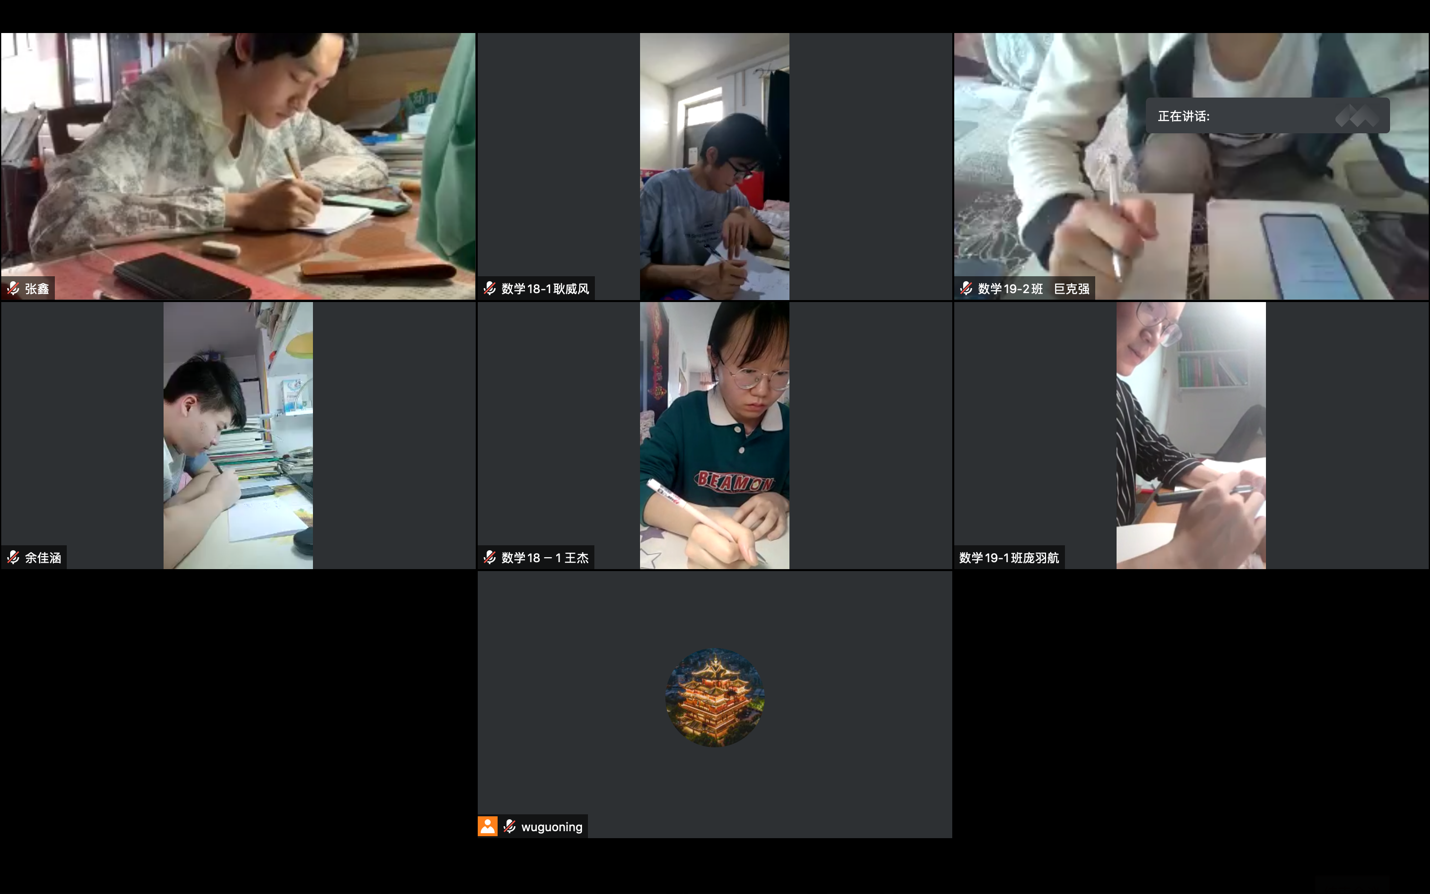 正在讲话:
张鑫
数学18-1耿威风
数学19-2班 巨克强
余佳涵
数学18－1 王杰
BEAMON
数学19-1班庞羽航
wuguoning